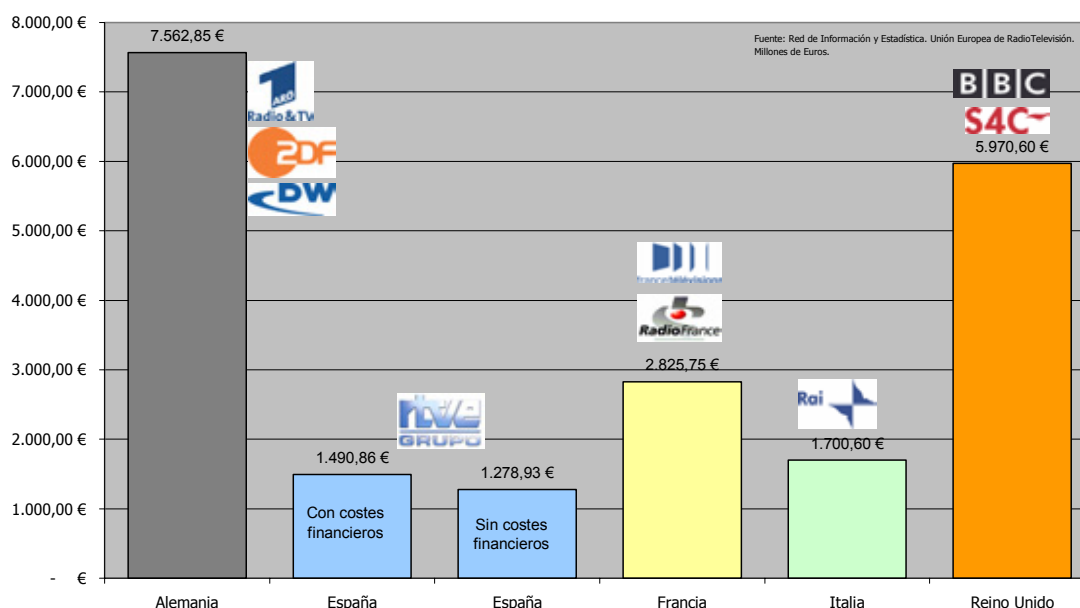 8.000,00 €
7.000,00 €
6.000,00 €
5.000,00 €
4.000,00 €
3.000,00 €
2.000,00 €
1.000,00 €
- €
Fuente: Red de Información y Estadística. Unión Europea de RadioTelevisión.
Millones de Euros.
7.562,85 €
ARD
Radio & TV
ZDF
DW
rtve
GRUPO
1.490,86 €
Con costes
financieros
1.278,93 €
Sin costes
financieros
francetélévisions
RadioFrance
2.825,75 €
Rai
1.700,60 €
BBC
S4C
5.970,60 €
Alemania
España
España
Francia
Italia
Reino Unido